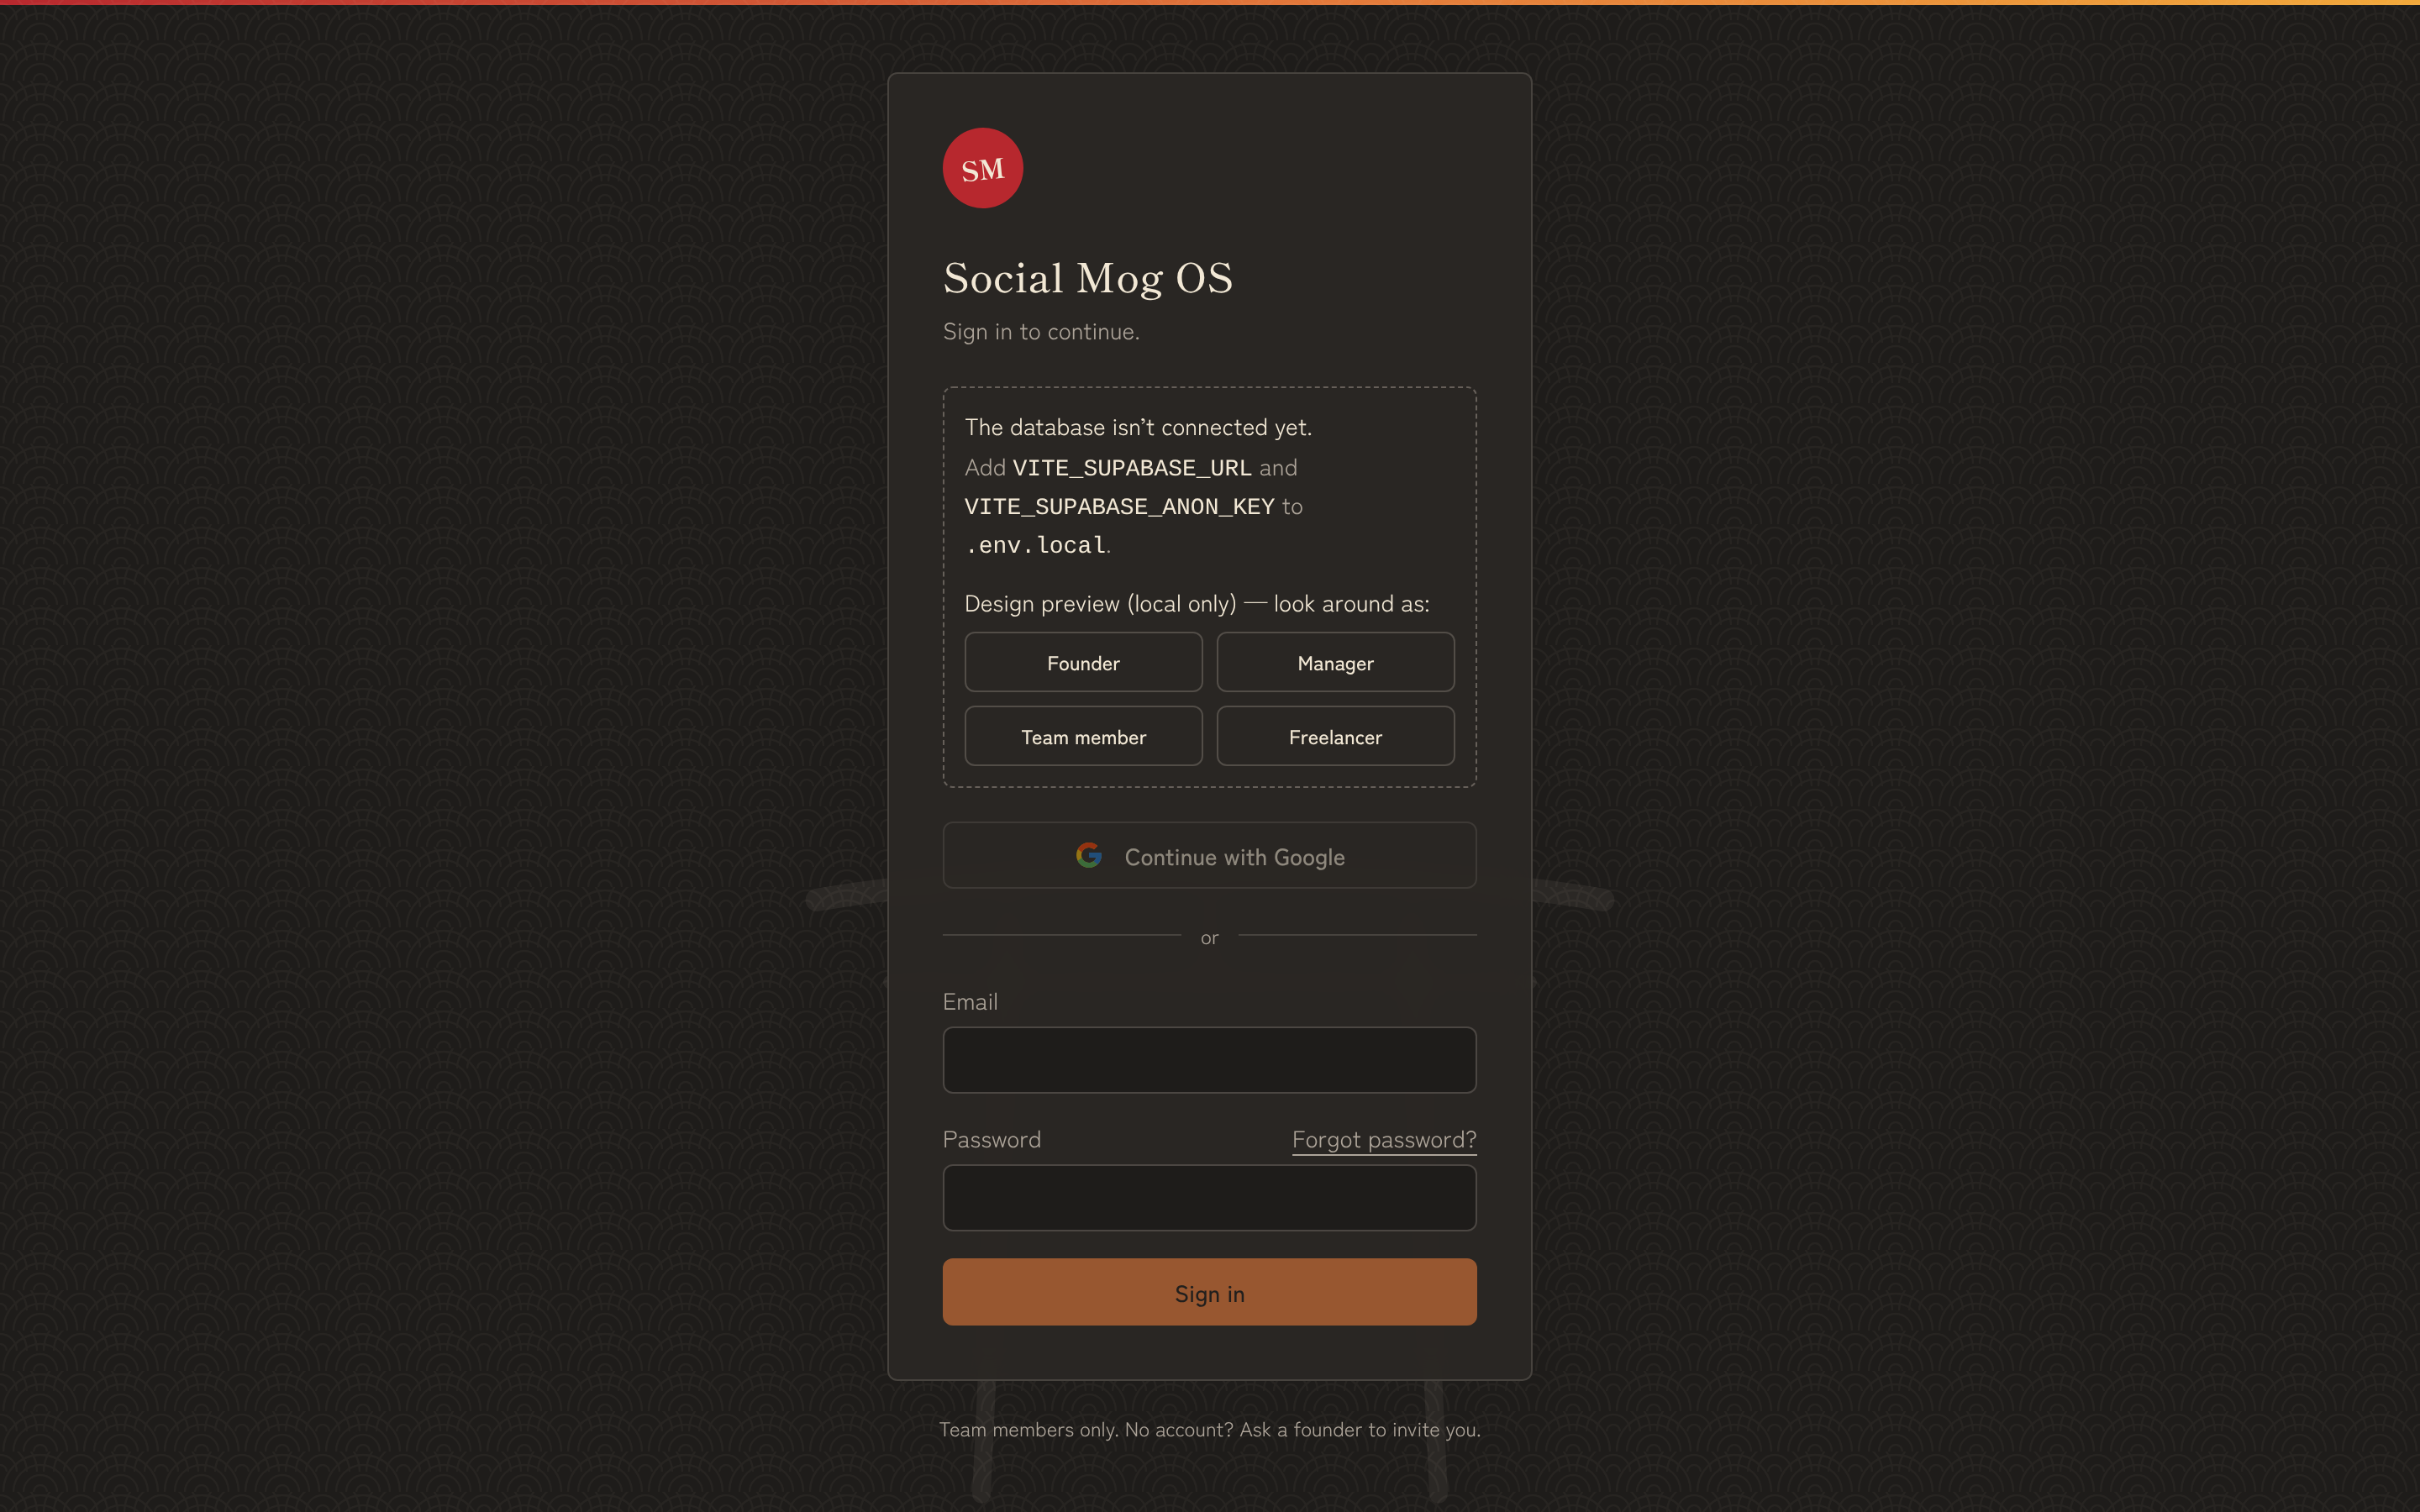 SM
Social Mog OS
Sign in to continue.
The database isn’t connected yet.
Add VITE_SUPABASE_URL and
VITE_SUPABASE_ANON_KEY to
.env.local.
Design preview (local only) — look around as:
Founder
Manager
Team member
Freelancer
Continue with Google
or
Email
Password
Forgot password?
Sign in
Team members only. No account? Ask a founder to invite you.